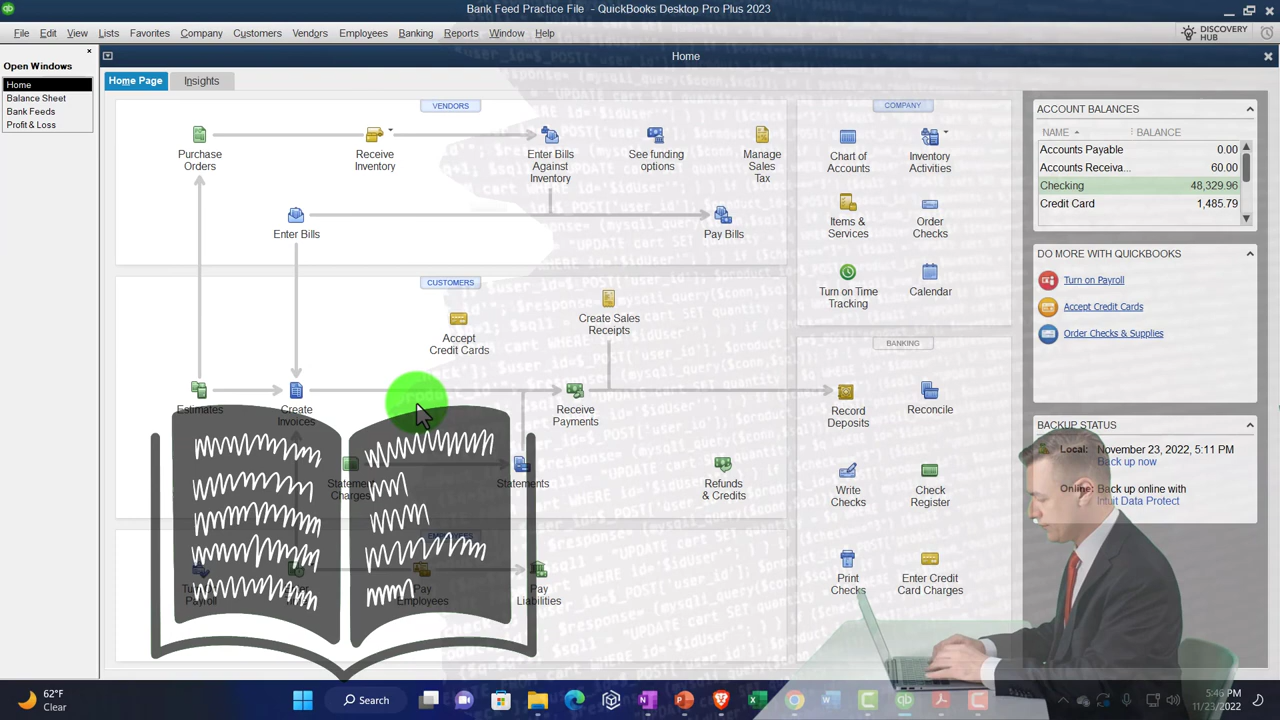 Bank Feed Practice File - QuickBooks Desktop Pro Plus 2023
File Edit View Lists Favorites Company Customers Vendors Employees Banking Reports Window Help
DISCOVERY HUB
Open Windows
Home
Balance Sheet
Bank Feeds
Profit & Loss
Home
Home Page Insights
VENDORS
Purchase Orders
Receive Inventory
Enter Bills Against Inventory
See funding options
Manage Sales Tax
Enter Bills
Pay Bills
CUSTOMERS
Create Sales Receipts
Accept Credit Cards
Estimates
Create Invoices
Receive Payments
Statement Charges
Statements
Refunds & Credits
Pay Employees
Pay Liabilities
COMPANY
Chart of Accounts
Inventory Activities
Items & Services
Order Checks
Turn on Time Tracking
Calendar
BANKING
Record Deposits
Reconcile
Write Checks
Check Register
Print Checks
Enter Credit Card Charges
ACCOUNT BALANCES
NAME BALANCE
Accounts Payable 0.00
Accounts Receiva... 60.00
Checking 48,329.96
Credit Card 1,485.79
DO MORE WITH QUICKBOOKS
Turn on Payroll
Accept Credit Cards
Order Checks & Supplies
BACKUP STATUS
Local: November 23, 2022, 5:11 PM
Back up now
Online: Back up online with
Intuit Data Protect
62°F
Clear
Search
5:46 PM
11/23/2022